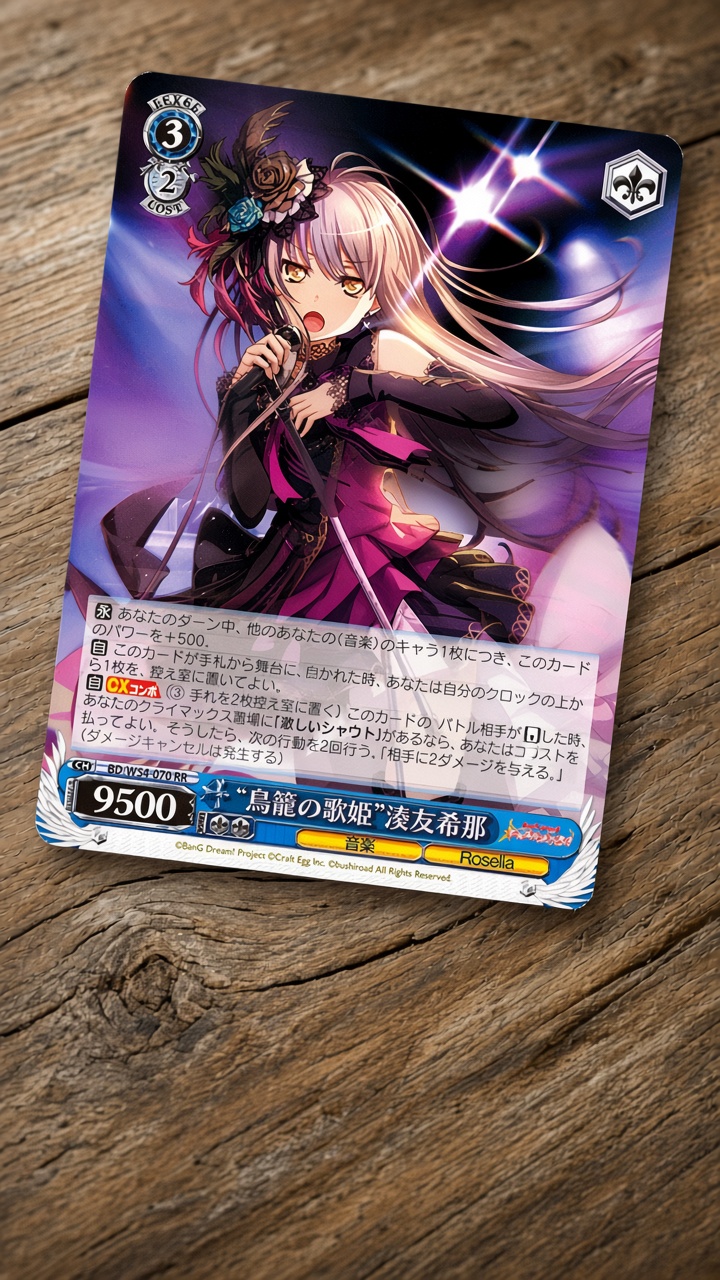 LEX66
3
2
COST
永 あなたのダーン中、他のあなたの(音楽)のキャラ1枚につき、このカード
のパワーを+500.
自 このカードが手札から舞台に、白かれた時、あなたは自分のクロックの上か
ら1枚を、控え室に置いてよい。
自 CXコンボ (③ 手れを2枚控え室に置く) このカードの バトル相手が した時、
あなたのクライマックス置場に「激しいシャウト」があるなら、あなたはコストを
払ってよい。そうしたら、次の行動を2回行う、「相手に2ダメージを与える。」
(ダメージキャンセルは発生する)
CH BD/WS4-070 RR
9500
“鳥籠の歌姫”湊友希那
音楽
Rosella
©BanG Dream! Project ©Cralt Egg Inc. ©bushiroad All Rights Reserved.